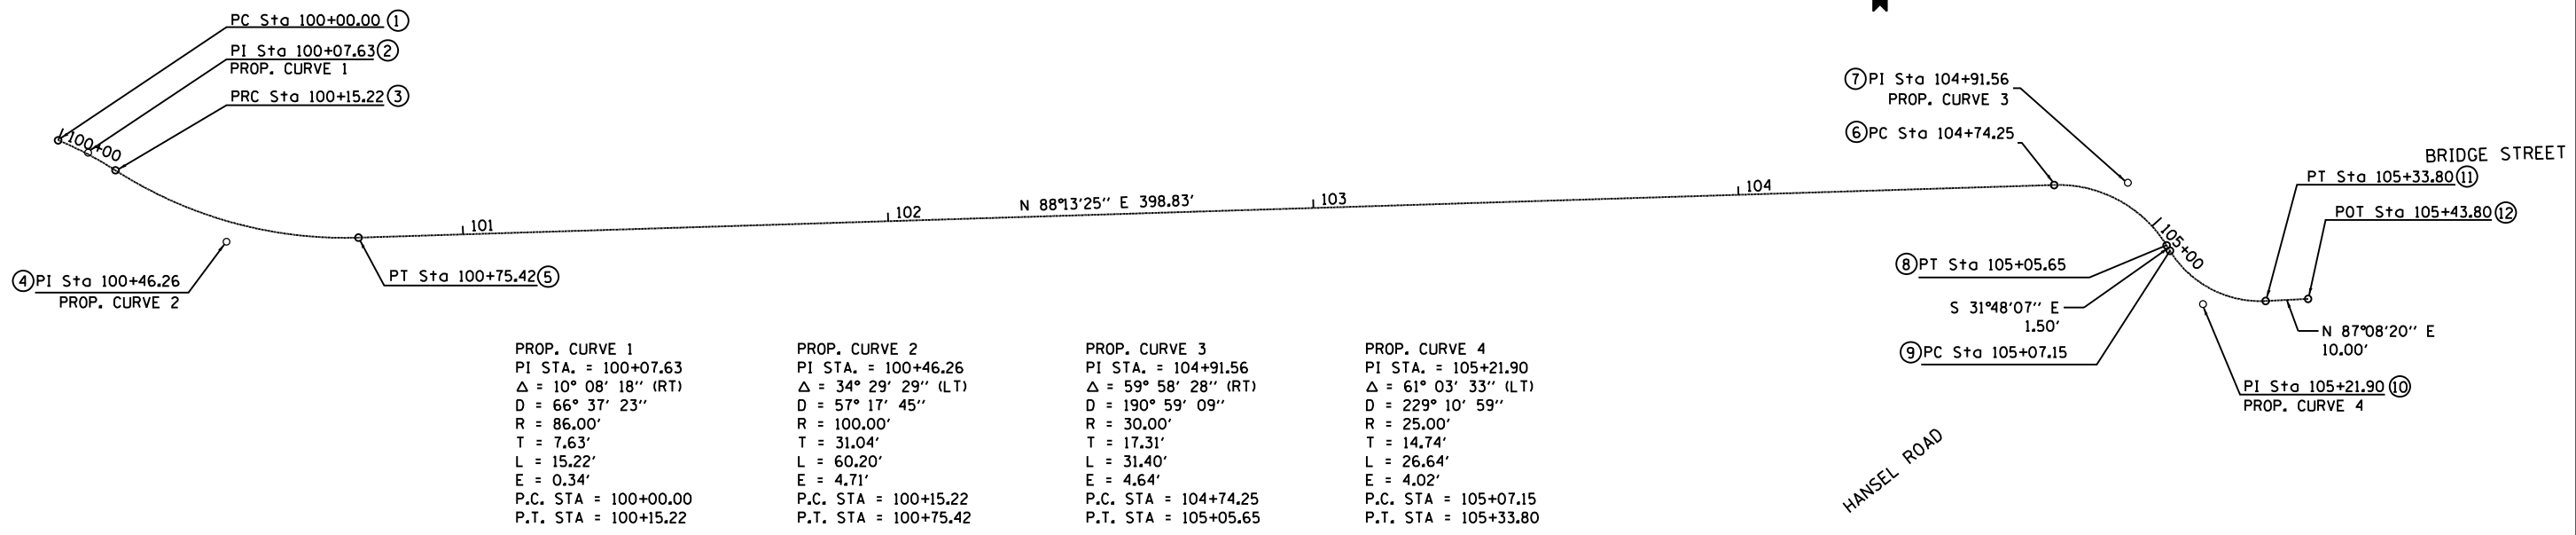 PC Sta 100+00.00 1
PI Sta 100+07.63 2
PROP. CURVE 1
PRC Sta 100+15.22 3
100+00
4 PI Sta 100+46.26
PROP. CURVE 2
PT Sta 100+75.42 5
101
102
N 88°13'25" E 398.83'
103
104
7 PI Sta 104+91.56
PROP. CURVE 3
6 PC Sta 104+74.25
105+00
8 PT Sta 105+05.65
S 31°48'07" E
1.50'
9 PC Sta 105+07.15
BRIDGE STREET
PT Sta 105+33.80 11
POT Sta 105+43.80 12
N 87°08'20" E
10.00'
PI Sta 105+21.90 10
PROP. CURVE 4
HANSEL ROAD
PROP. CURVE 1
PI STA. = 100+07.63
Δ = 10° 08' 18" (RT)
D = 66° 37' 23"
R = 86.00'
T = 7.63'
L = 15.22'
E = 0.34'
P.C. STA = 100+00.00
P.T. STA = 100+15.22
PROP. CURVE 2
PI STA. = 100+46.26
Δ = 34° 29' 29" (LT)
D = 57° 17' 45"
R = 100.00'
T = 31.04'
L = 60.20'
E = 4.71'
P.C. STA = 100+15.22
P.T. STA = 100+75.42
PROP. CURVE 3
PI STA. = 104+91.56
Δ = 59° 58' 28" (RT)
D = 190° 59' 09"
R = 30.00'
T = 17.31'
L = 31.40'
E = 4.64'
P.C. STA = 104+74.25
P.T. STA = 105+05.65
PROP. CURVE 4
PI STA. = 105+21.90
Δ = 61° 03' 33" (LT)
D = 229° 10' 59"
R = 25.00'
T = 14.74'
L = 26.64'
E = 4.02'
P.C. STA = 105+07.15
P.T. STA = 105+33.80